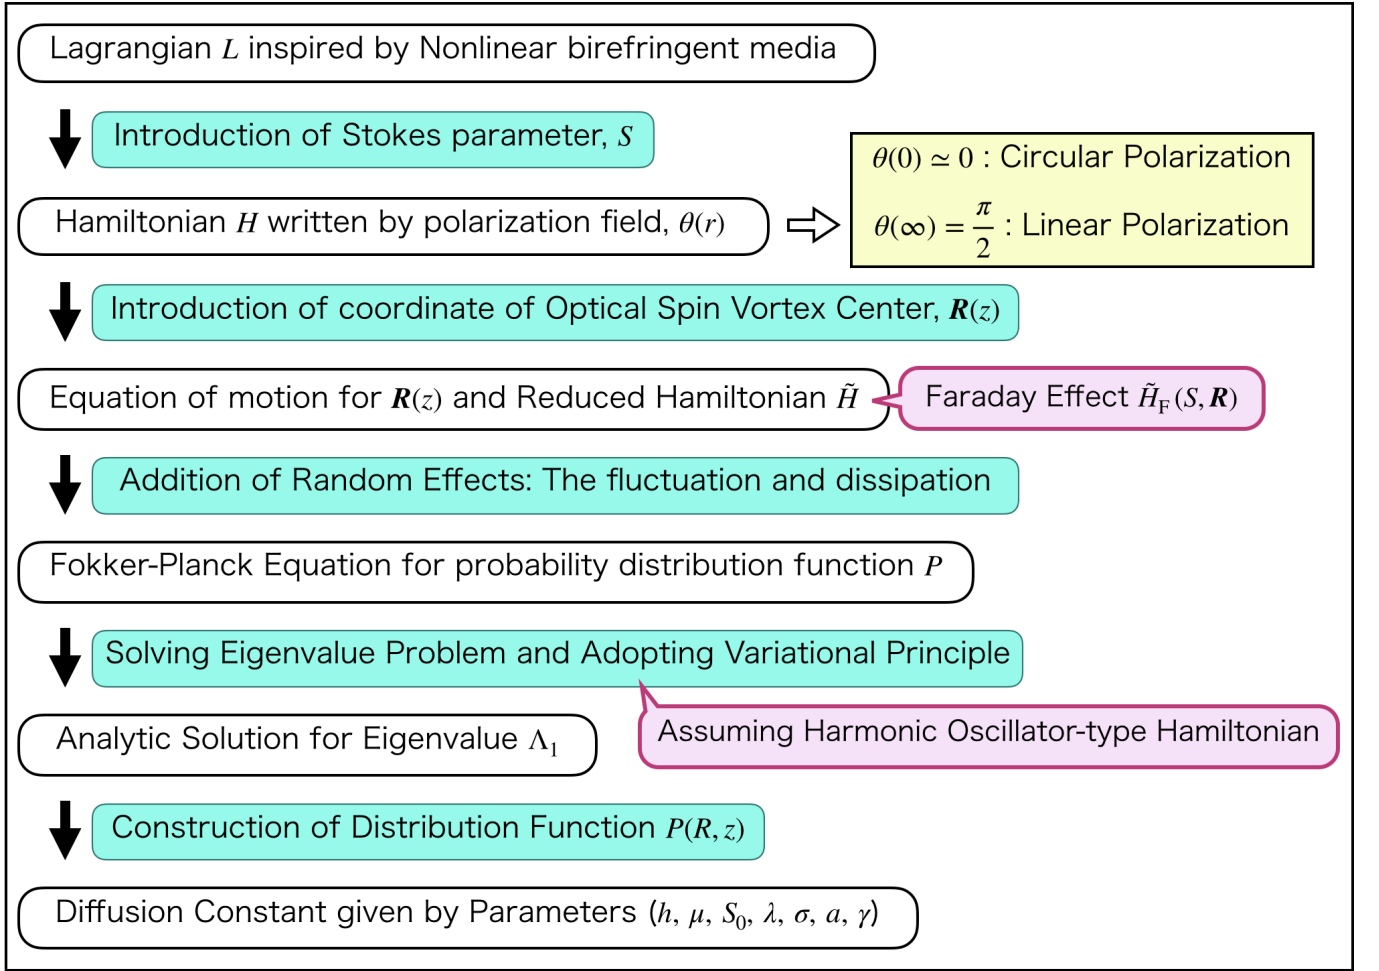 Lagrangian L inspired by Nonlinear birefringent media
Introduction of Stokes parameter, S
θ(0) ≃ 0 : Circular Polarization
Hamiltonian H written by polarization field, θ(r)
θ(∞) = π/2 : Linear Polarization
Introduction of coordinate of Optical Spin Vortex Center, R(z)
Equation of motion for R(z) and Reduced Hamiltonian H̃
Faraday Effect H̃_F(S, R)
Addition of Random Effects: The fluctuation and dissipation
Fokker-Planck Equation for probability distribution function P
Solving Eigenvalue Problem and Adopting Variational Principle
Assuming Harmonic Oscillator-type Hamiltonian
Analytic Solution for Eigenvalue Λ₁
Construction of Distribution Function P(R, z)
Diffusion Constant given by Parameters (h, μ, S₀, λ, σ, a, γ)